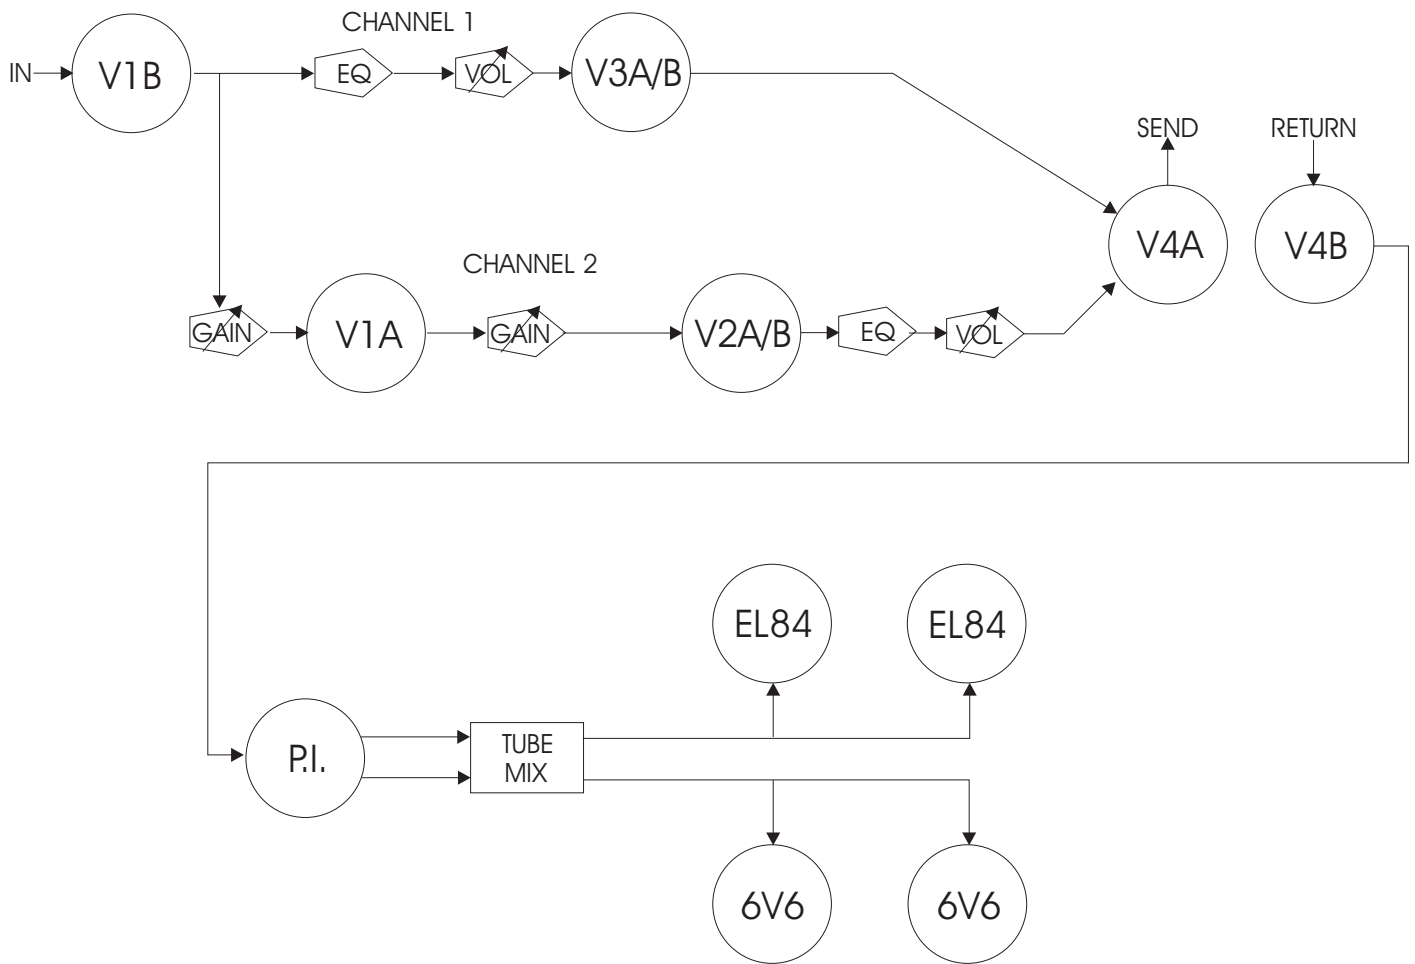 CHANNEL 1
IN
V1B
EQ
VOL
V3A/B
SEND
RETURN
V4A
V4B
CHANNEL 2
GAIN
V1A
GAIN
V2A/B
EQ
VOL
EL84
EL84
P.I.
TUBE
MIX
6V6
6V6